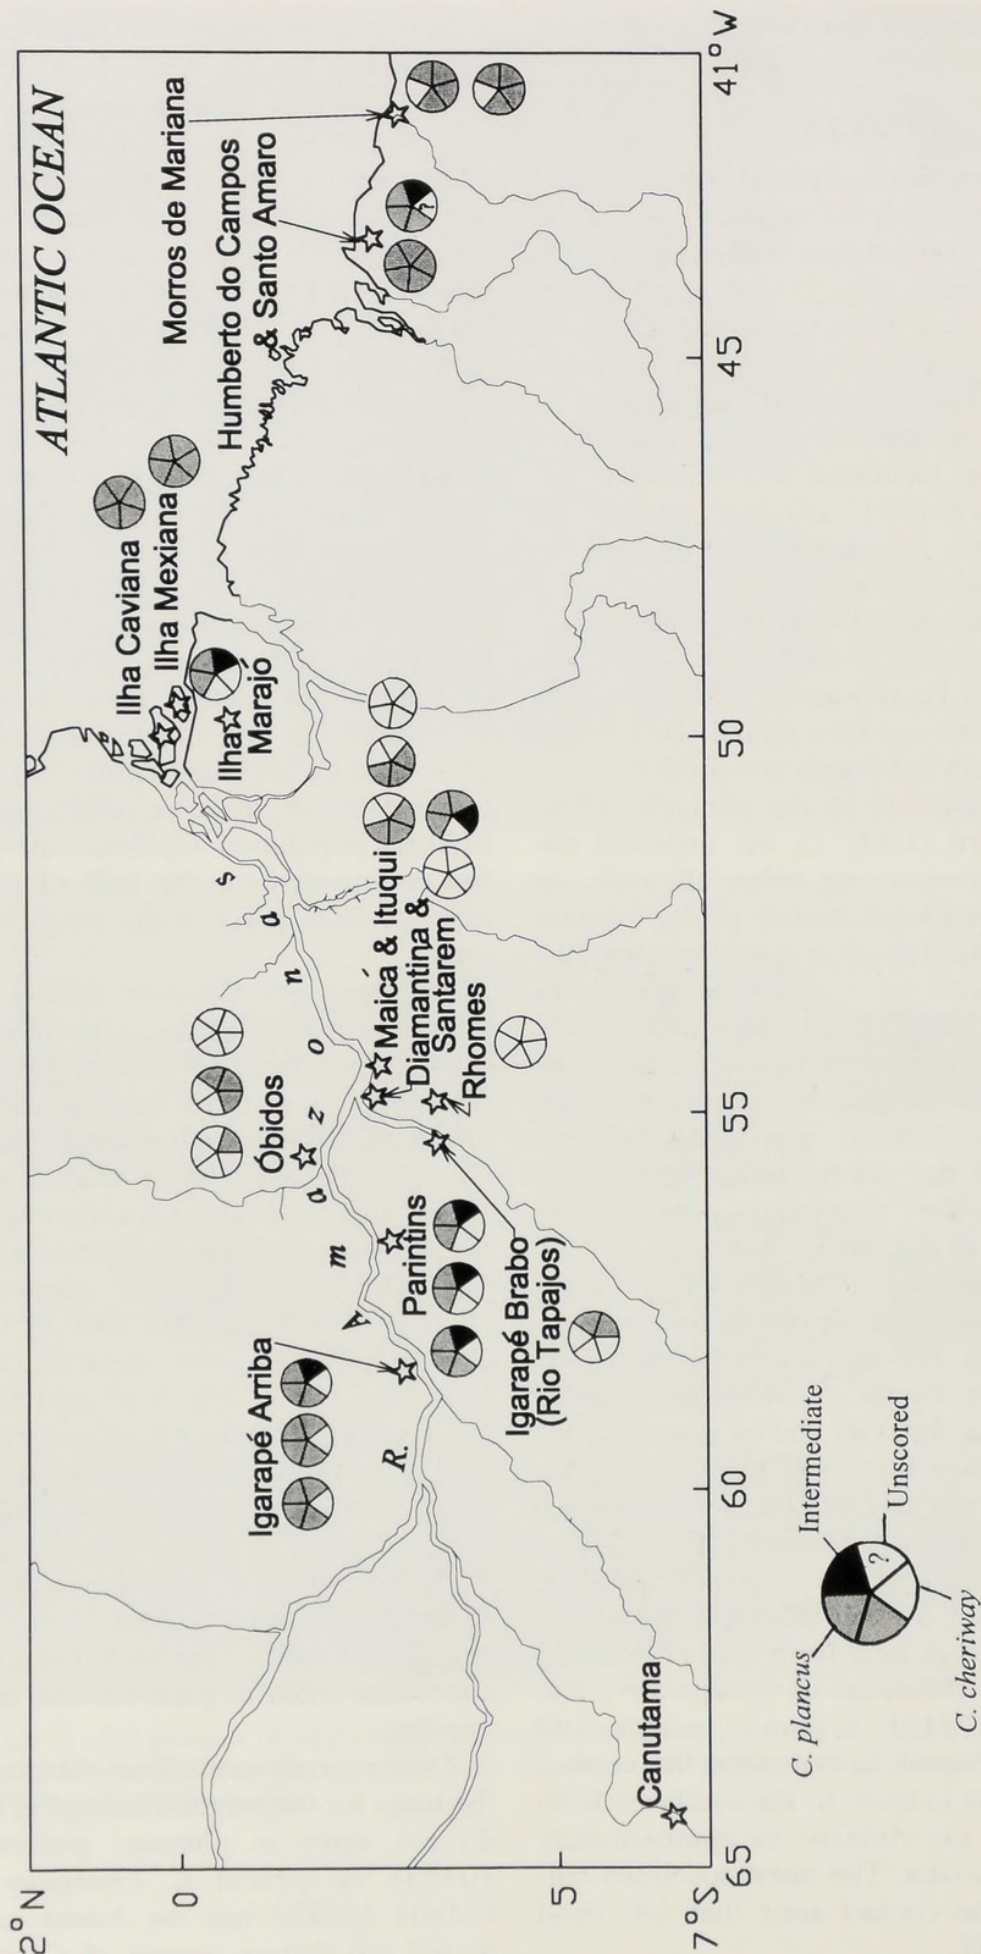 ATLANTIC OCEAN
Morros de Mariana
Humberto do Campos
& Santo Amaro
Ilha Caviana
Ilha Mexiana
Ilha
Marajó
Maicá & Ituqui
Diamantina &
Santarem
Rhomes
Óbidos
Parintins
Igarapé Brabo
(Rio Tapajos)
Igarapé Arriba
Canutama
R. A m a z o n a s
?
2°N
0
5
7°S
65
60
55
50
45
41°W
C. plancus
Intermediate
?
Unscored
C. cheriway